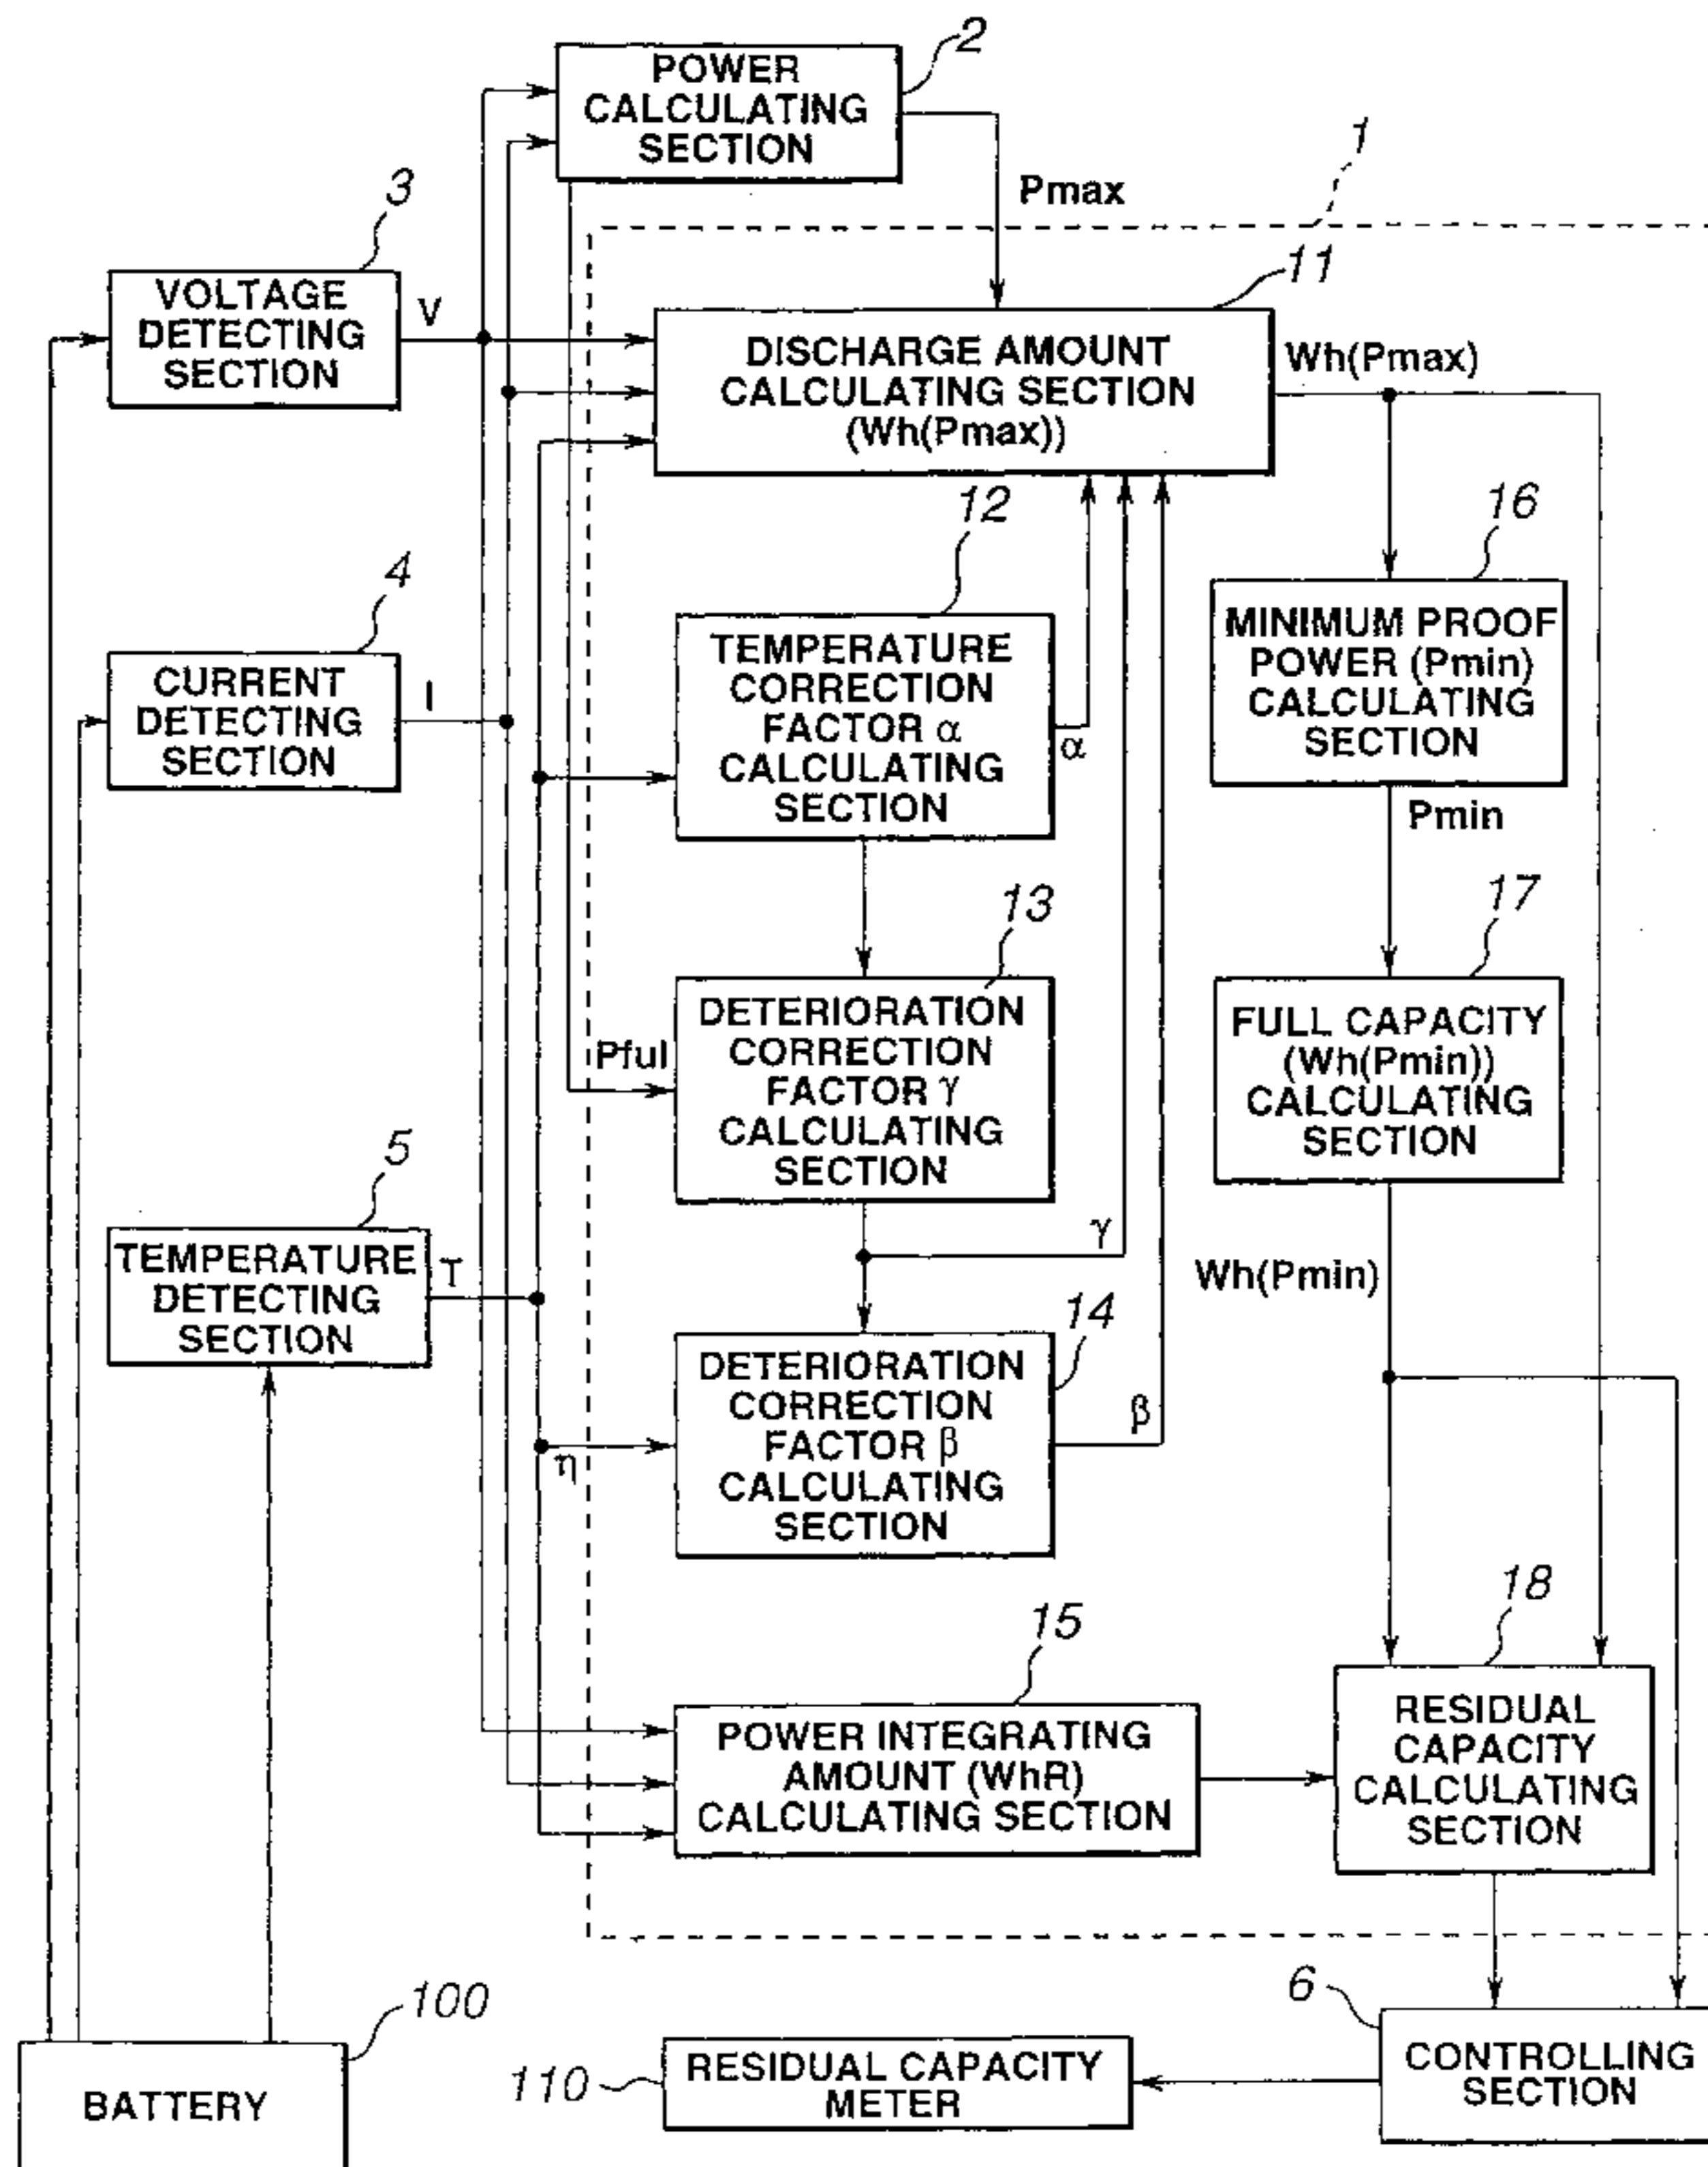 2
POWER
CALCULATING
SECTION
1
Pmax
3
VOLTAGE
DETECTING
SECTION
V
11
DISCHARGE AMOUNT
CALCULATING SECTION
(Wh(Pmax))
Wh(Pmax)
12
16
4
CURRENT
DETECTING
SECTION
I
TEMPERATURE
CORRECTION
FACTOR α
CALCULATING
SECTION
α
MINIMUM PROOF
POWER (Pmin)
CALCULATING
SECTION
Pmin
13
17
DETERIORATION
CORRECTION
FACTOR γ
CALCULATING
SECTION
Pful
FULL CAPACITY
(Wh(Pmin))
CALCULATING
SECTION
5
TEMPERATURE
DETECTING
SECTION
T
γ
Wh(Pmin)
14
DETERIORATION
CORRECTION
FACTOR β
CALCULATING
SECTION
η
β
15
18
POWER INTEGRATING
AMOUNT (WhR)
CALCULATING SECTION
RESIDUAL
CAPACITY
CALCULATING
SECTION
100
BATTERY
6
CONTROLLING
SECTION
110
RESIDUAL CAPACITY
METER